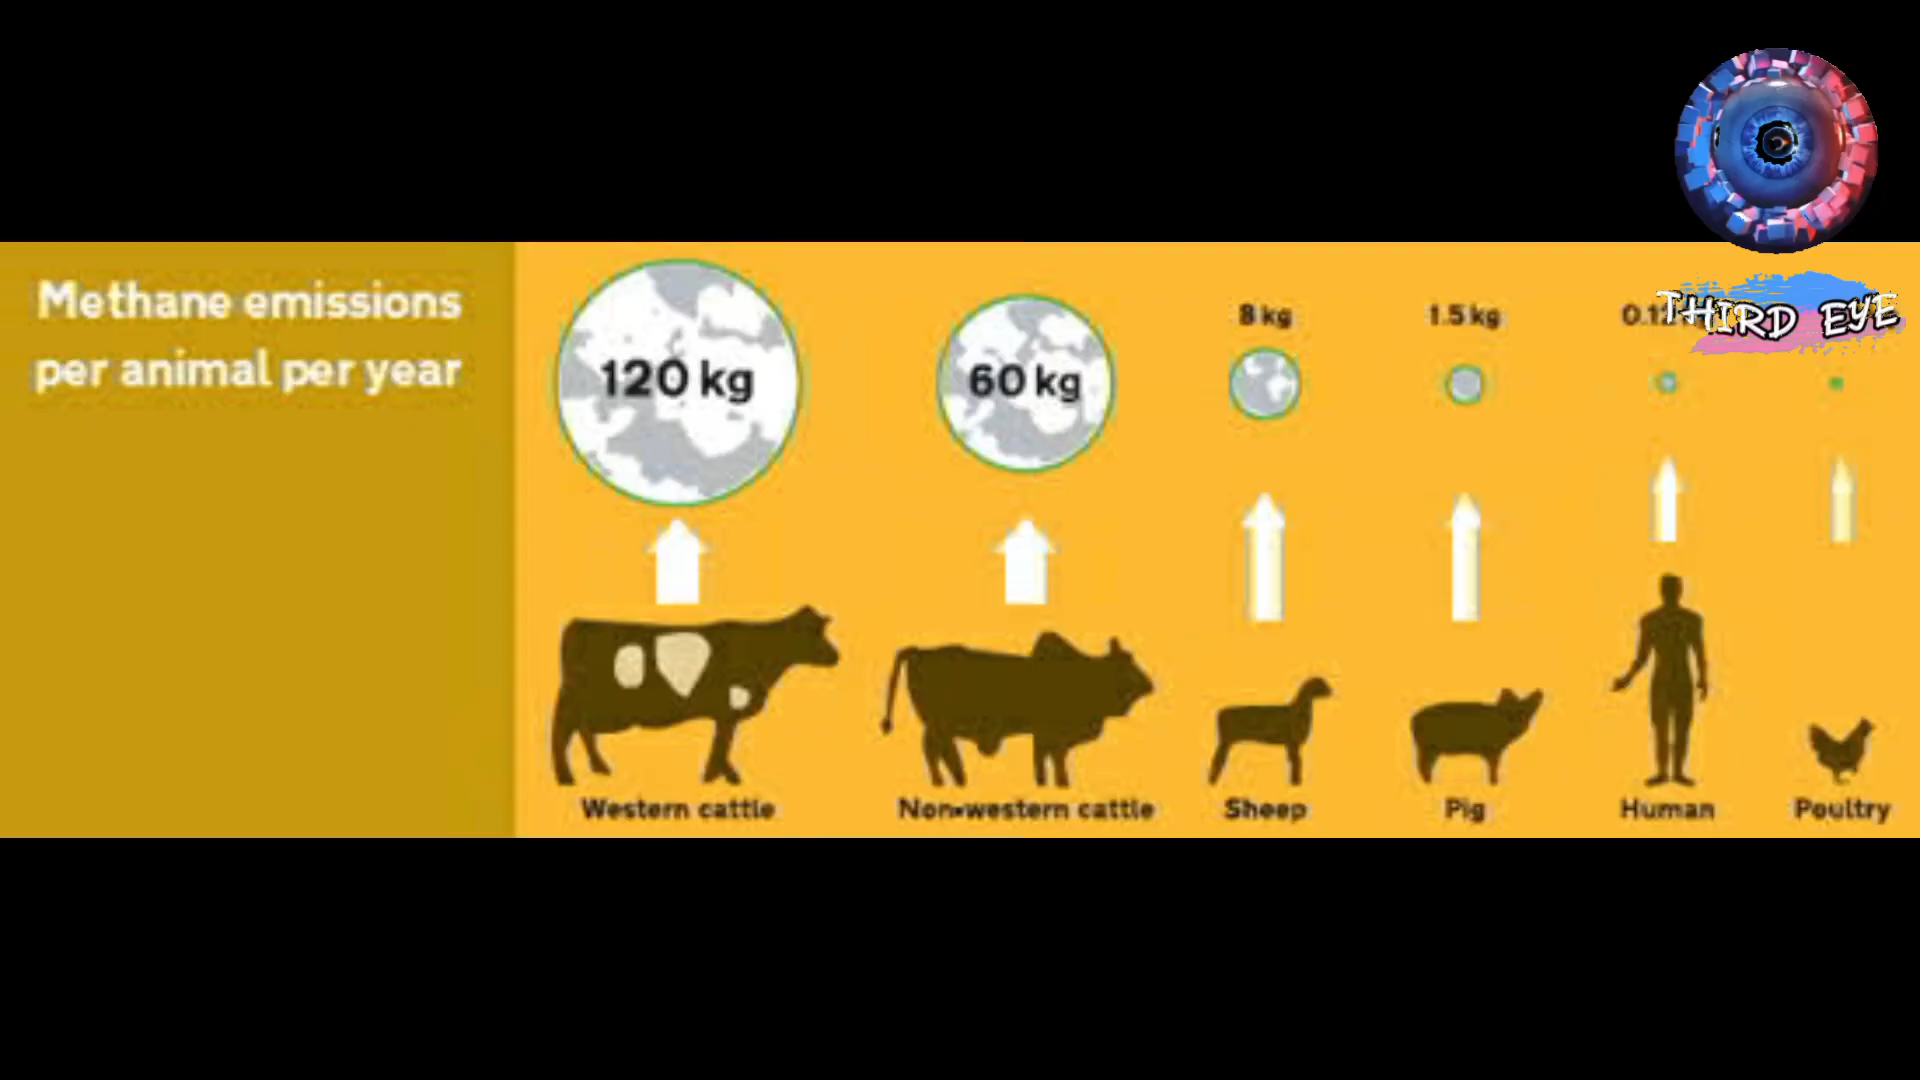 Methane emissions
per animal per year
120 kg
60 kg
8 kg
1.5 kg
THIRD EYE
Western cattle
Non-western cattle
Sheep
Pig
Human
Poultry